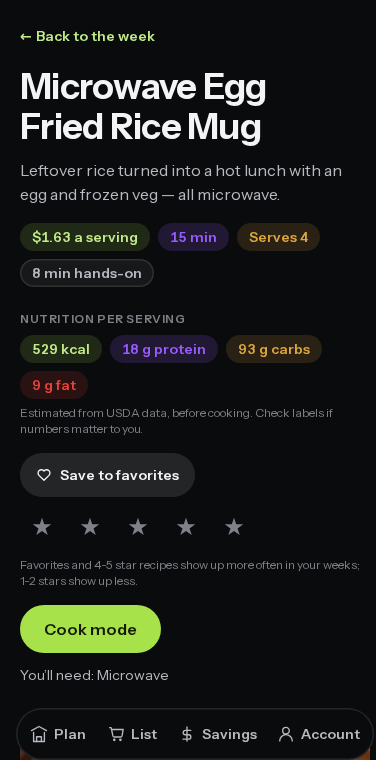 ← Back to the week
Microwave Egg
Fried Rice Mug
Leftover rice turned into a hot lunch with an
egg and frozen veg — all microwave.
$1.63 a serving
15 min
Serves 4
8 min hands-on
NUTRITION PER SERVING
529 kcal
18 g protein
93 g carbs
9 g fat
Estimated from USDA data, before cooking. Check labels if
numbers matter to you.
Save to favorites
Favorites and 4-5 star recipes show up more often in your weeks;
1-2 stars show up less.
Cook mode
You'll need: Microwave
Plan
List
Savings
Account